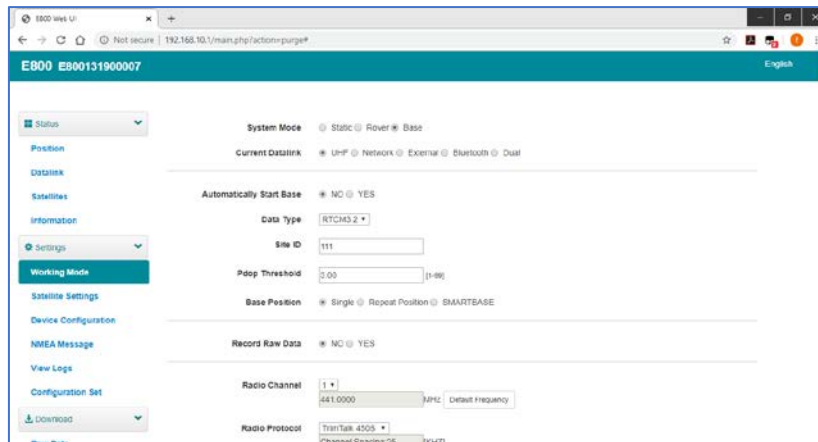 E800 Web UI
Not secure | 192.168.10.1/main.php?action=purge#
E800 E800131900007
English
Status
Position
Datalink
Satellites
Information
Settings
Working Mode
Satellite Settings
Device Configuration
NMEA Message
View Logs
Configuration Set
Download
System Mode Static Rover Base
Current Datalink UHF Network External Bluetooth Dual
Automatically Start Base NO YES
Data Type RTCM3.2
Site ID 111
Pdop Threshold [1-99]
Base Position Single Repeat Position SMARTBASE
Record Raw Data NO YES
Radio Channel 1
441.0000 MHz Default Frequency
Radio Protocol TrimTalk 450S